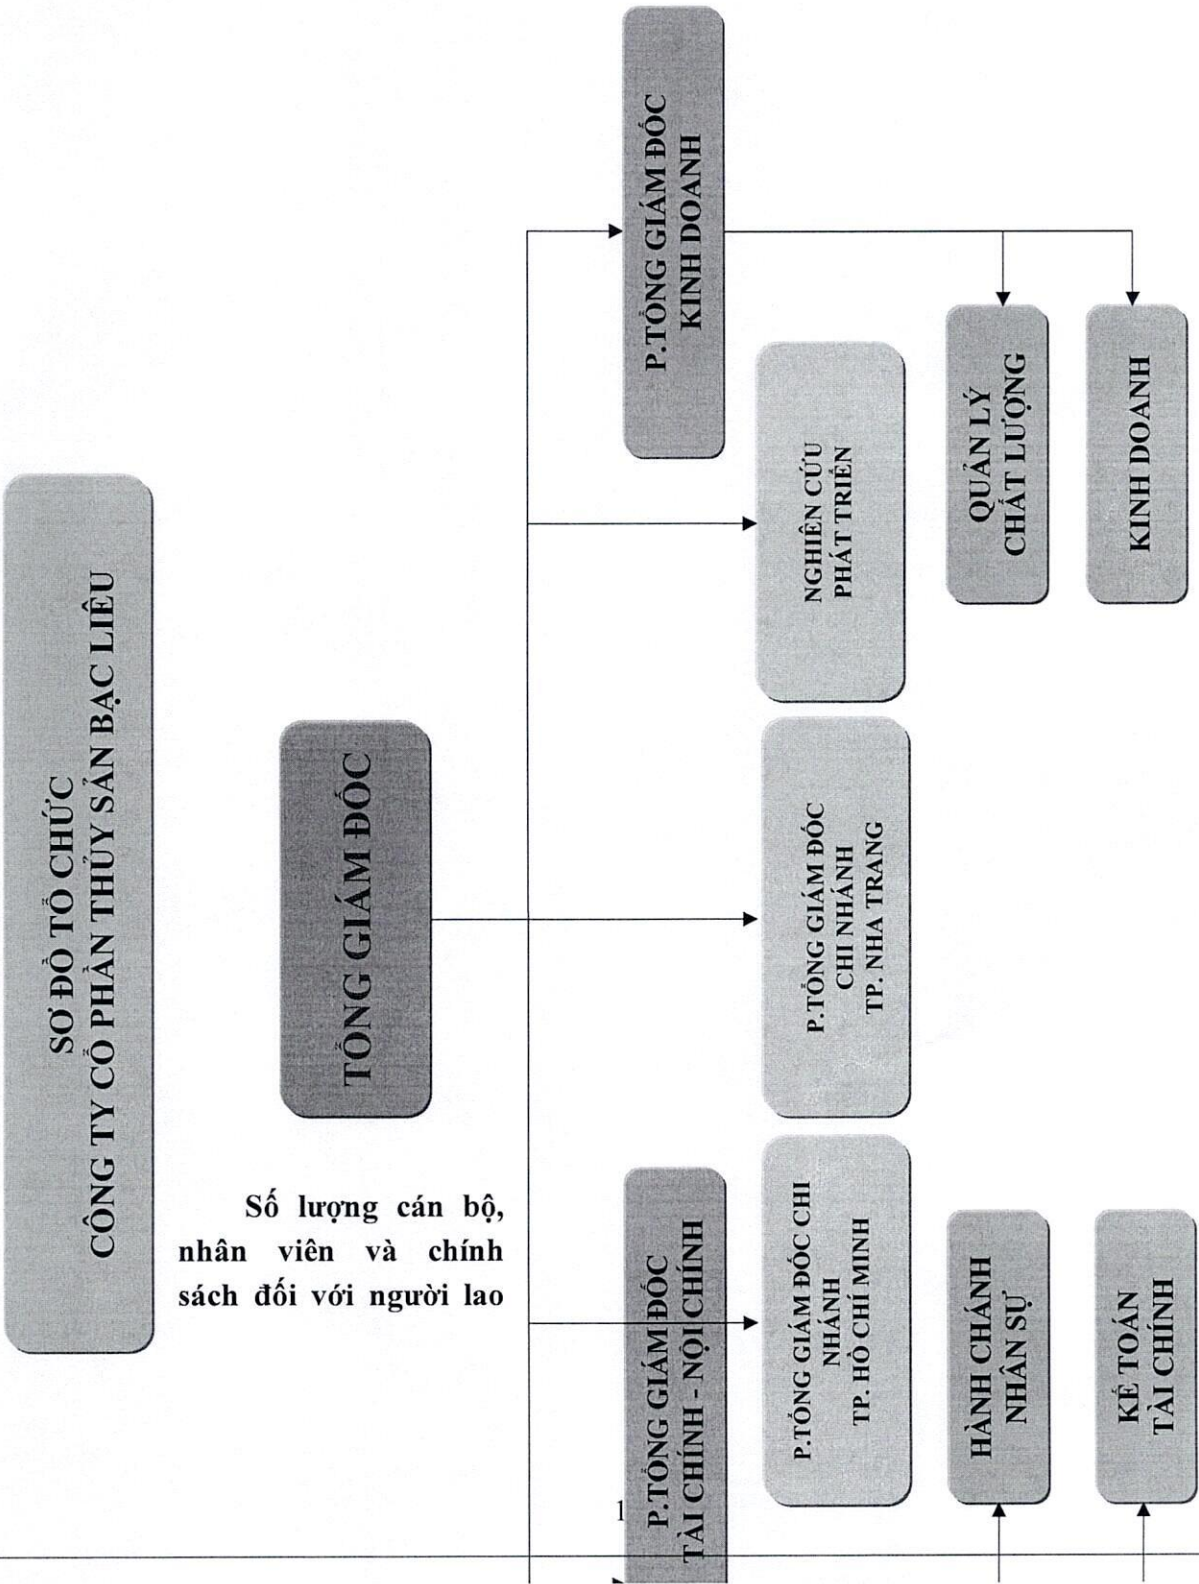 SƠ ĐỒ TỔ CHỨC
CÔNG TY CỔ PHẦN THỦY SẢN BẠC LIÊU
TỔNG GIÁM ĐỐC
Số lượng cán bộ,
nhân viên và chính
sách đối với người lao
P.TỔNG GIÁM ĐỐC
TÀI CHÍNH - NỘI CHÍNH
P.TỔNG GIÁM ĐỐC
KINH DOANH
P.TỔNG GIÁM ĐỐC CHI
NHÁNH
TP. HỒ CHÍ MINH
P.TỔNG GIÁM ĐỐC
CHI NHÁNH
TP. NHA TRANG
NGHIÊN CỨU
PHÁT TRIỂN
HÀNH CHÁNH
NHÂN SỰ
QUẢN LÝ
CHẤT LƯỢNG
KẾ TOÁN
TÀI CHÍNH
KINH DOANH
1